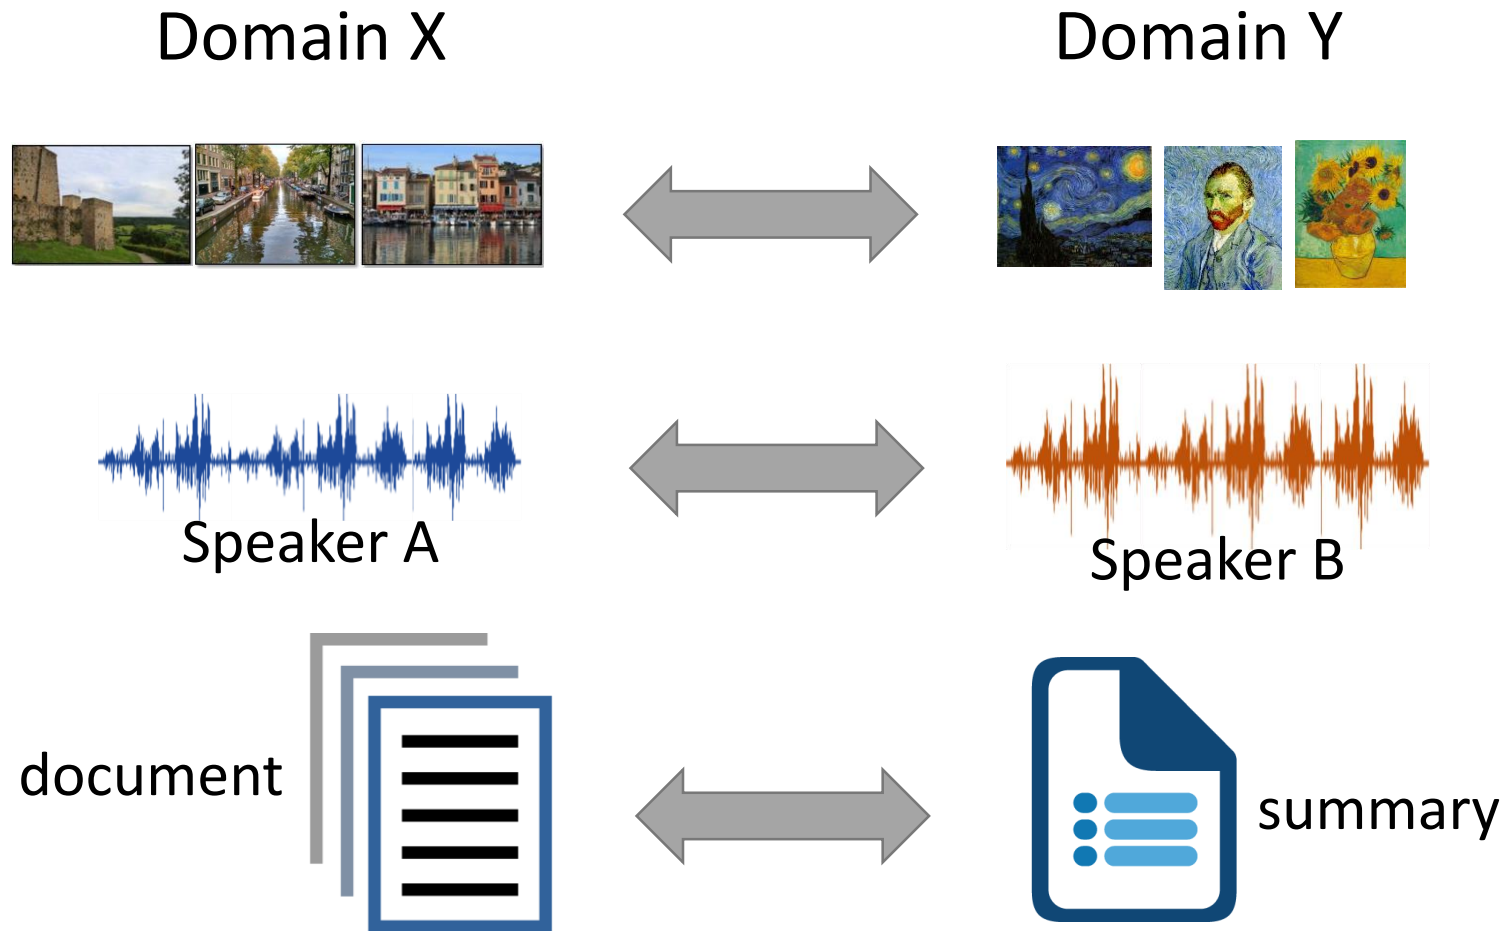 Domain X
Domain Y
Speaker A
Speaker B
document
summary